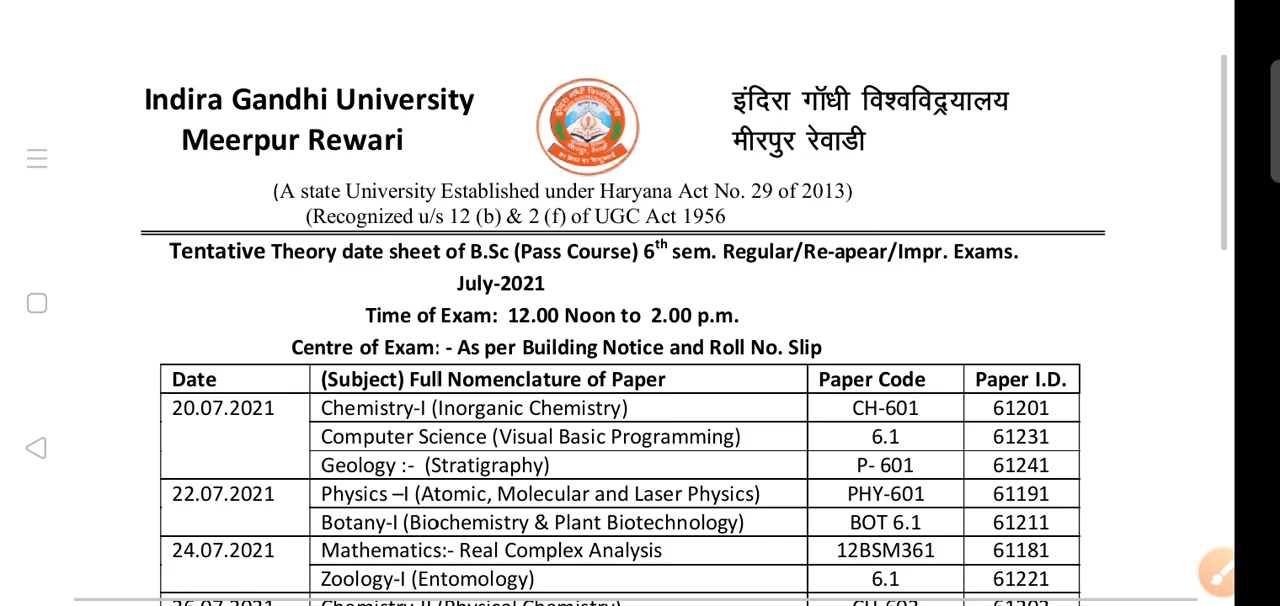 Indira Gandhi University
Meerpur Rewari
इंदिरा गॉधी विश्वविद्रयालय
मीरपुर रेवाडी
(A state University Established under Haryana Act No. 29 of 2013)
(Recognized u/s 12 (b) & 2 (f) of UGC Act 1956
Tentative Theory date sheet of B.Sc (Pass Course) 6th sem. Regular/Re-apear/Impr. Exams.
July-2021
Time of Exam: 12.00 Noon to 2.00 p.m.
Centre of Exam: - As per Building Notice and Roll No. Slip
Date (Subject) Full Nomenclature of Paper Paper Code Paper I.D.
20.07.2021 Chemistry-I (Inorganic Chemistry) CH-601 61201
Computer Science (Visual Basic Programming) 6.1 61231
Geology :- (Stratigraphy) P- 601 61241
22.07.2021 Physics –I (Atomic, Molecular and Laser Physics) PHY-601 61191
Botany-I (Biochemistry & Plant Biotechnology) BOT 6.1 61211
24.07.2021 Mathematics:- Real Complex Analysis 12BSM361 61181
Zoology-I (Entomology) 6.1 61221